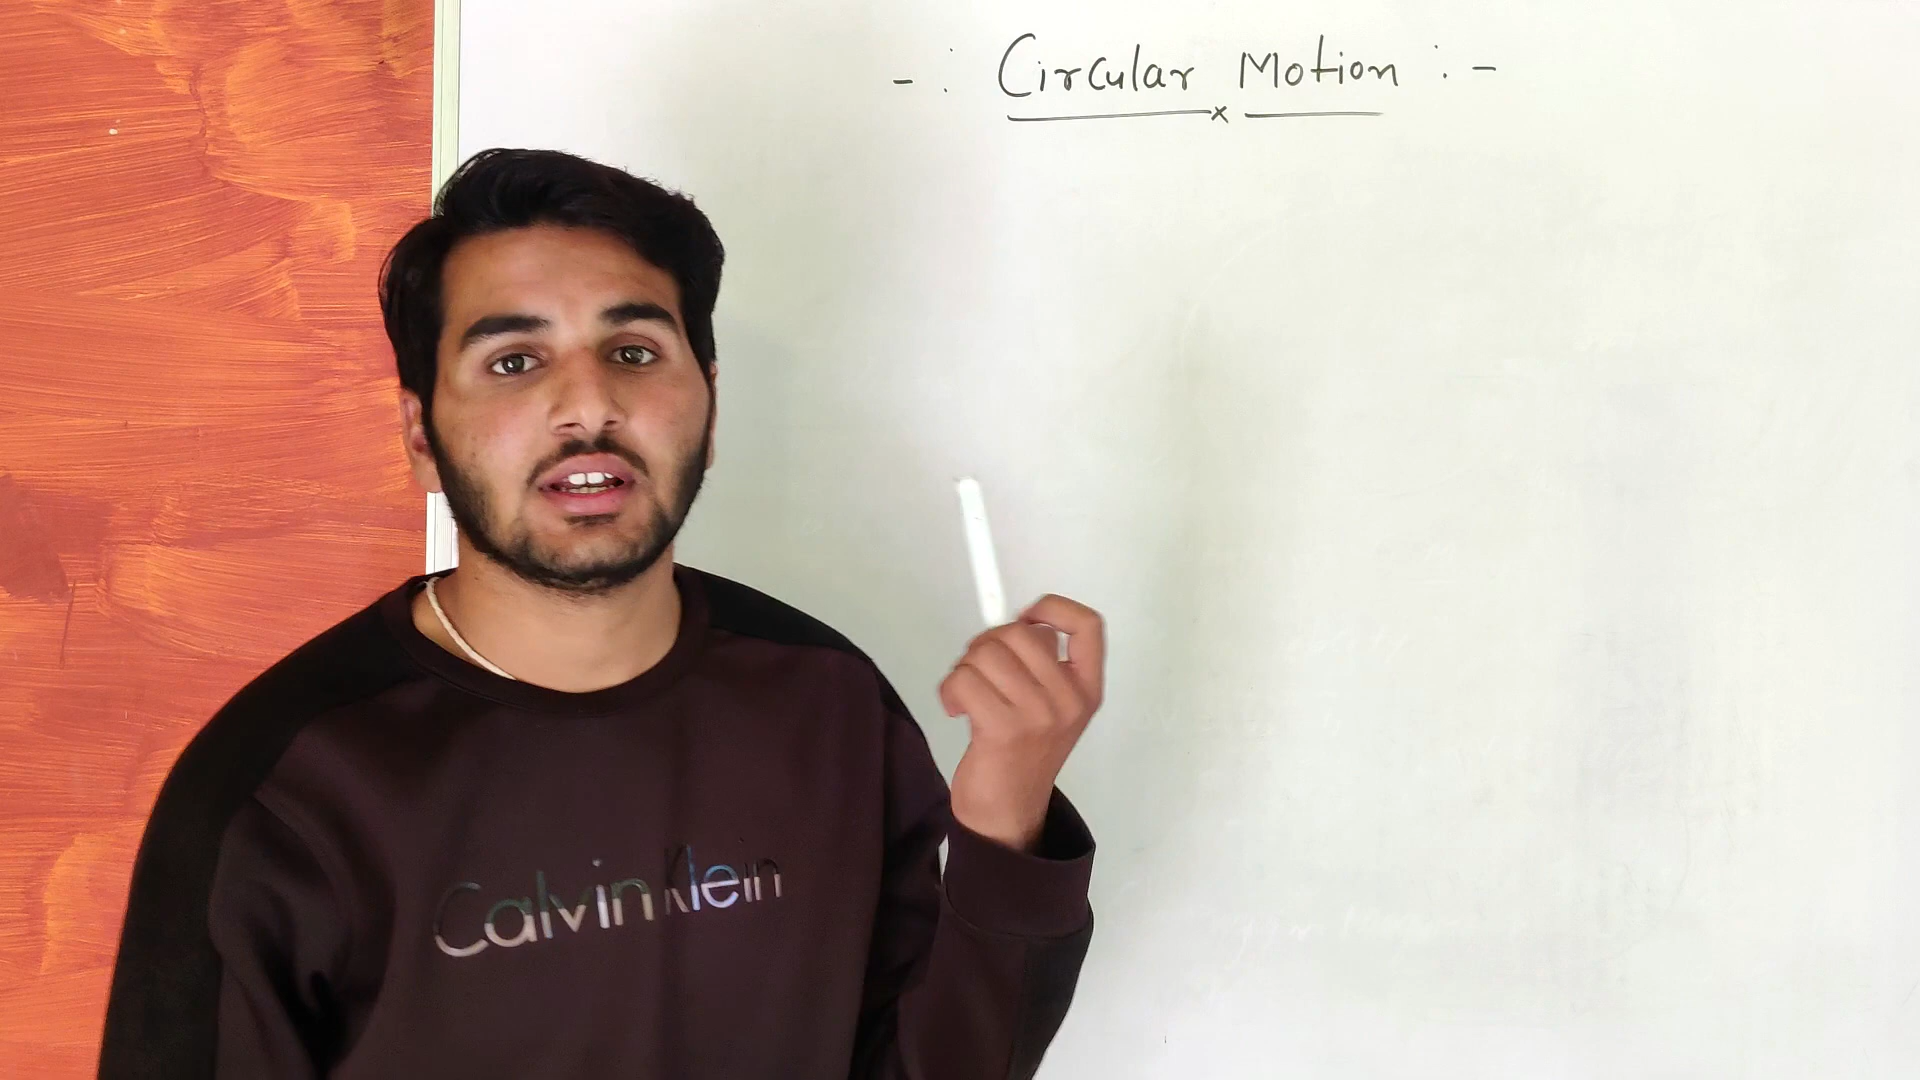 -: Circular Motion :-
x
Calvin Klein